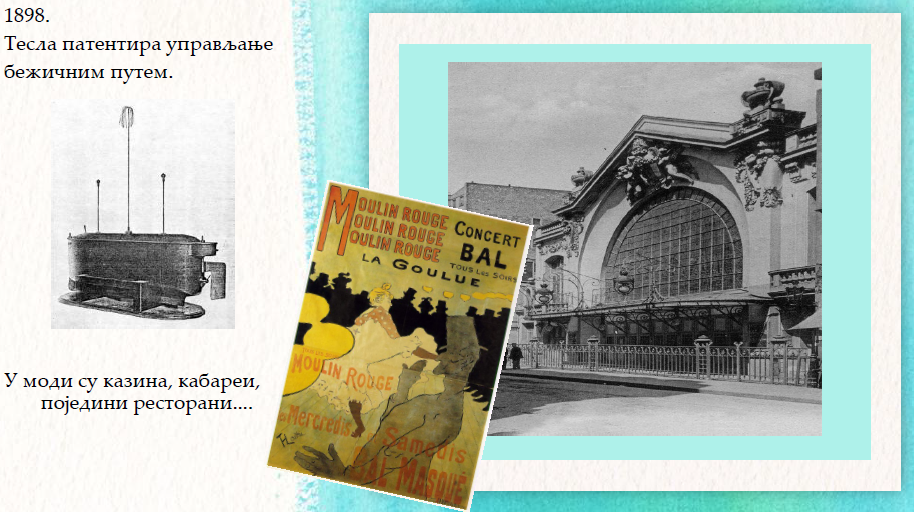 1898.
Тесла патентира управљање
бежичним путем.
У моди су казина, кабареи,
поједини ресторани....
MOULIN ROUGE
MOULIN ROUGE
MOULIN ROUGE
CONCERT
BAL
TOUS LES SOIRS
LA GOULUE
MOULIN ROUGE
Mercredis
Samedis
BAL MASQUÉ